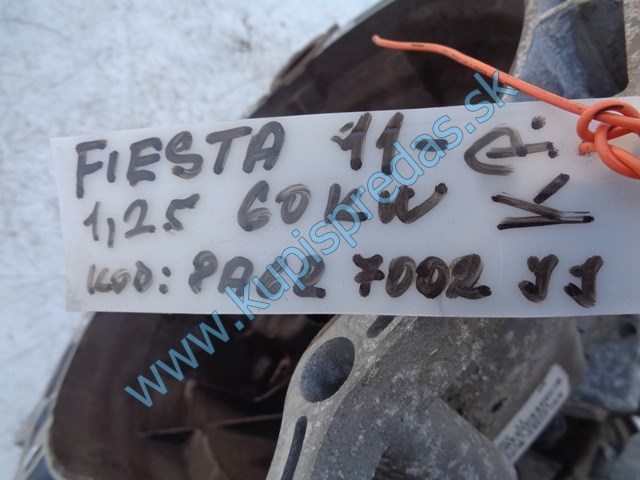 FIESTA 11-
1,25 60 KW
KOD: 8A6R 7002 JJ
www.kupispredas.sk